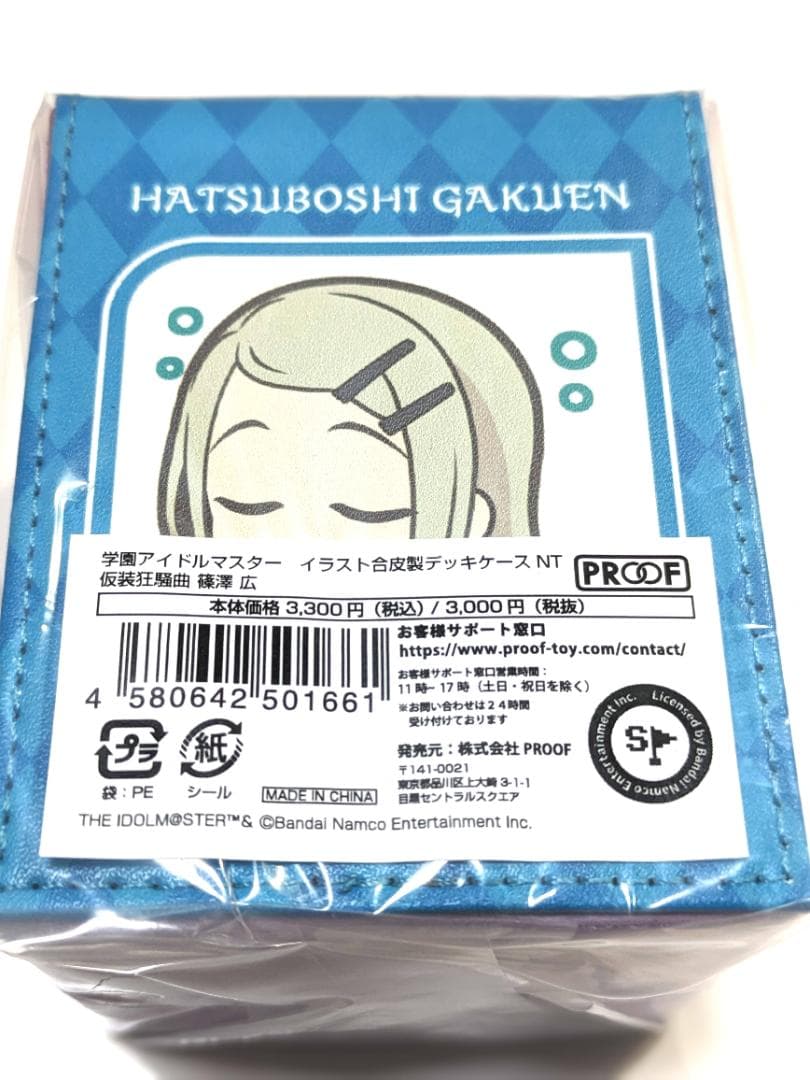 HATSUBOSHI GAKUEN
学園アイドルマスター　イラスト合皮製デッキケース NT
仮装狂騒曲 篠澤 広
PROOF
本体価格 3,300 円（税込）/ 3,000 円（税抜）
4 580642 501661
お客様サポート窓口
https://www.proof-toy.com/contact/
お客様サポート窓口営業時間：
11時~ 17時（土日・祝日を除く）
※お問い合わせは24時間
受け付けております
発売元：株式会社 PROOF
〒141-0021
東京都品川区上大崎 3-1-1
目黒セントラルスクエア
プラ
袋：PE
紙
シール
MADE IN CHINA
Licensed by Bandai Namco Entertainment Inc.
S
THE IDOLM@STER™& ©Bandai Namco Entertainment Inc.